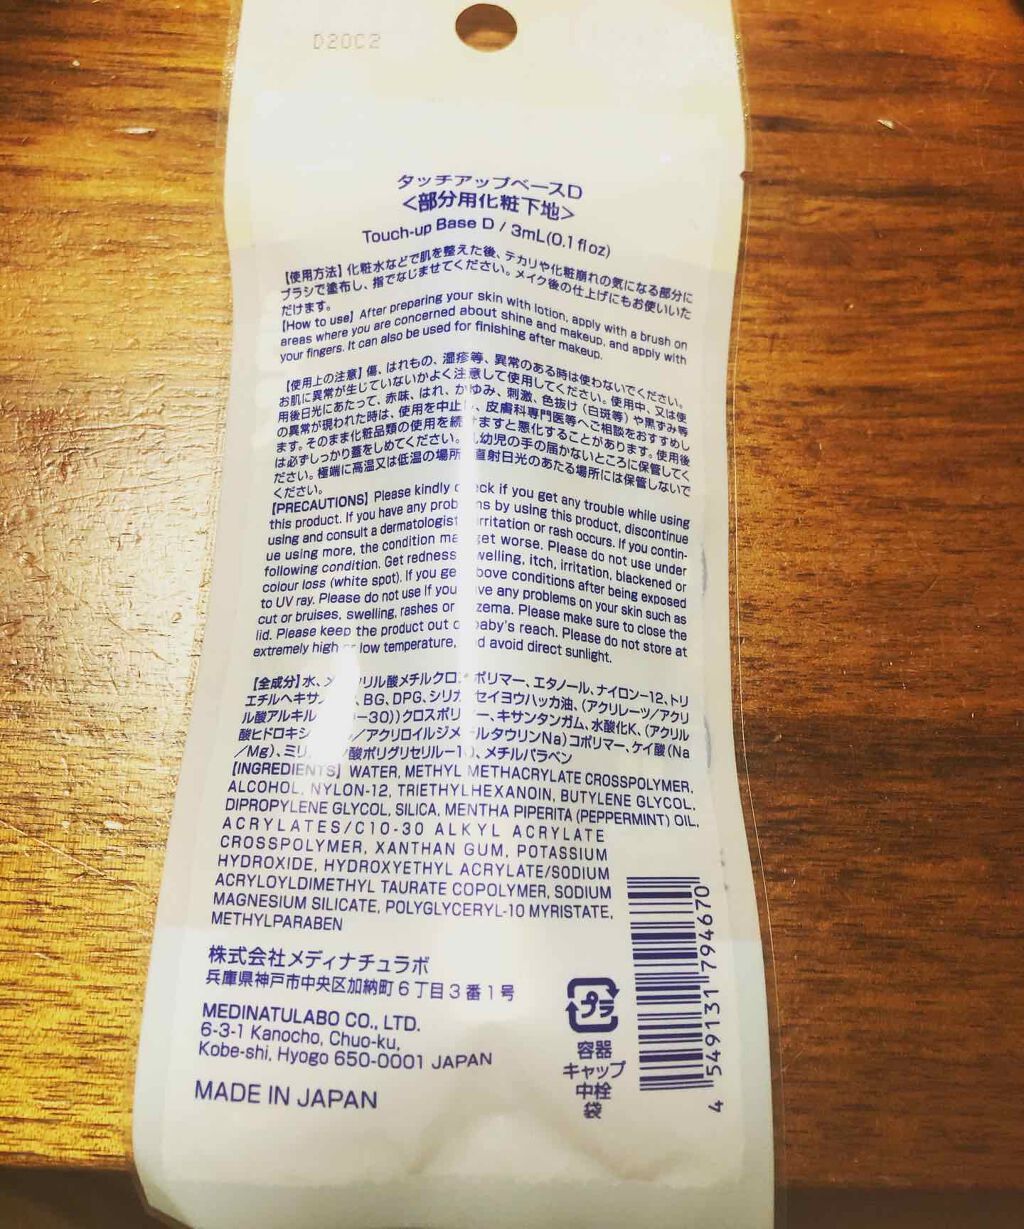 D20C2
タッチアップベースD
<部分用化粧下地>
Touch-up Base D / 3mL(0.1fl oz)
【使用方法】化粧水などで肌を整えた後、テカリや化粧崩れの気になる部分に
ブラシで塗布し、指でなじませてください。メイク後の仕上げにもお使いいた
だけます。
【How to use】After preparing your skin with lotion, apply with a brush on
areas where you are concerned about shine and makeup, and apply with
your fingers. It can also be used for finishing after makeup.
【使用上の注意】傷、はれもの、湿疹等、異常のある時は使わないでください。
お肌に異常が生じていないかよく注意して使用してください。使用中、又は使
用後日光にあたって、赤味、はれ、かゆみ、刺激、色抜け(白斑等)や黒ずみ等
の異常が現われた時は、使用を中止し、皮膚科専門医等へご相談をおすすめし
ます。そのまま化粧品類の使用を続けますと悪化することがあります。使用後
は必ずしっかり蓋をしめてください。乳幼児の手の届かないところに保管してく
ださい。極端に高温又は低温の場所 直射日光のあたる場所には保管しないで
ください。
【PRECAUTIONS】Please kindly ck if you get any trouble while using
this product. If you have any prob ms by using this product, discontinue
using and consult a dermatologist irritation or rash occurs. If you contin-
ue using more, the condition ma get worse. Please do not use under
following condition. Get redness welling, itch, irritation, blackened or
colour loss (white spot). If you ge bove conditions after being exposed
to UV ray. Please do not use If you ve any problems on your skin such as
cut or bruises, swelling, rashes or zema. Please make sure to close the
lid. Please keep the product out o baby's reach. Please do not store at
extremely high or low temperature, d avoid direct sunlight.
【全成分】水、メ クリル酸メチルクロ ポリマー、エタノール、ナイロン-12、トリ
エチルヘキサノ 、BG、DPG、シリカ セイヨウハッカ油、(アクリレーツ/アクリ
ル酸アルキル -30))クロスポリ ー、キサンタンガム、水酸化K、(アクリル
酸ヒドロキシ /アクリロイルジメ ルタウリンNa)コポリマー、ケイ酸(Na
/Mg)、ミリ 酸ポリグリセリル-1 、メチルパラベン
【INGREDIENTS】WATER, METHYL METHACRYLATE CROSSPOLYMER,
ALCOHOL, NYLON-12, TRIETHYLHEXANOIN, BUTYLENE GLYCOL,
DIPROPYLENE GLYCOL, SILICA, MENTHA PIPERITA (PEPPERMINT) OIL,
ACRYLATES/C10-30 ALKYL ACRYLATE
CROSSPOLYMER, XANTHAN GUM, POTASSIUM
HYDROXIDE, HYDROXYETHYL ACRYLATE/SODIUM
ACRYLOYLDIMETHYL TAURATE COPOLYMER, SODIUM
MAGNESIUM SILICATE, POLYGLYCERYL-10 MYRISTATE,
METHYLPARABEN
株式会社メディナチュラボ
兵庫県神戸市中央区加納町6丁目3番1号
MEDINATULABO CO., LTD.
6-3-1 Kanocho, Chuo-ku,
Kobe-shi, Hyogo 650-0001 JAPAN
MADE IN JAPAN
プラ
容器
キャップ
中栓
袋
4 549131 794670